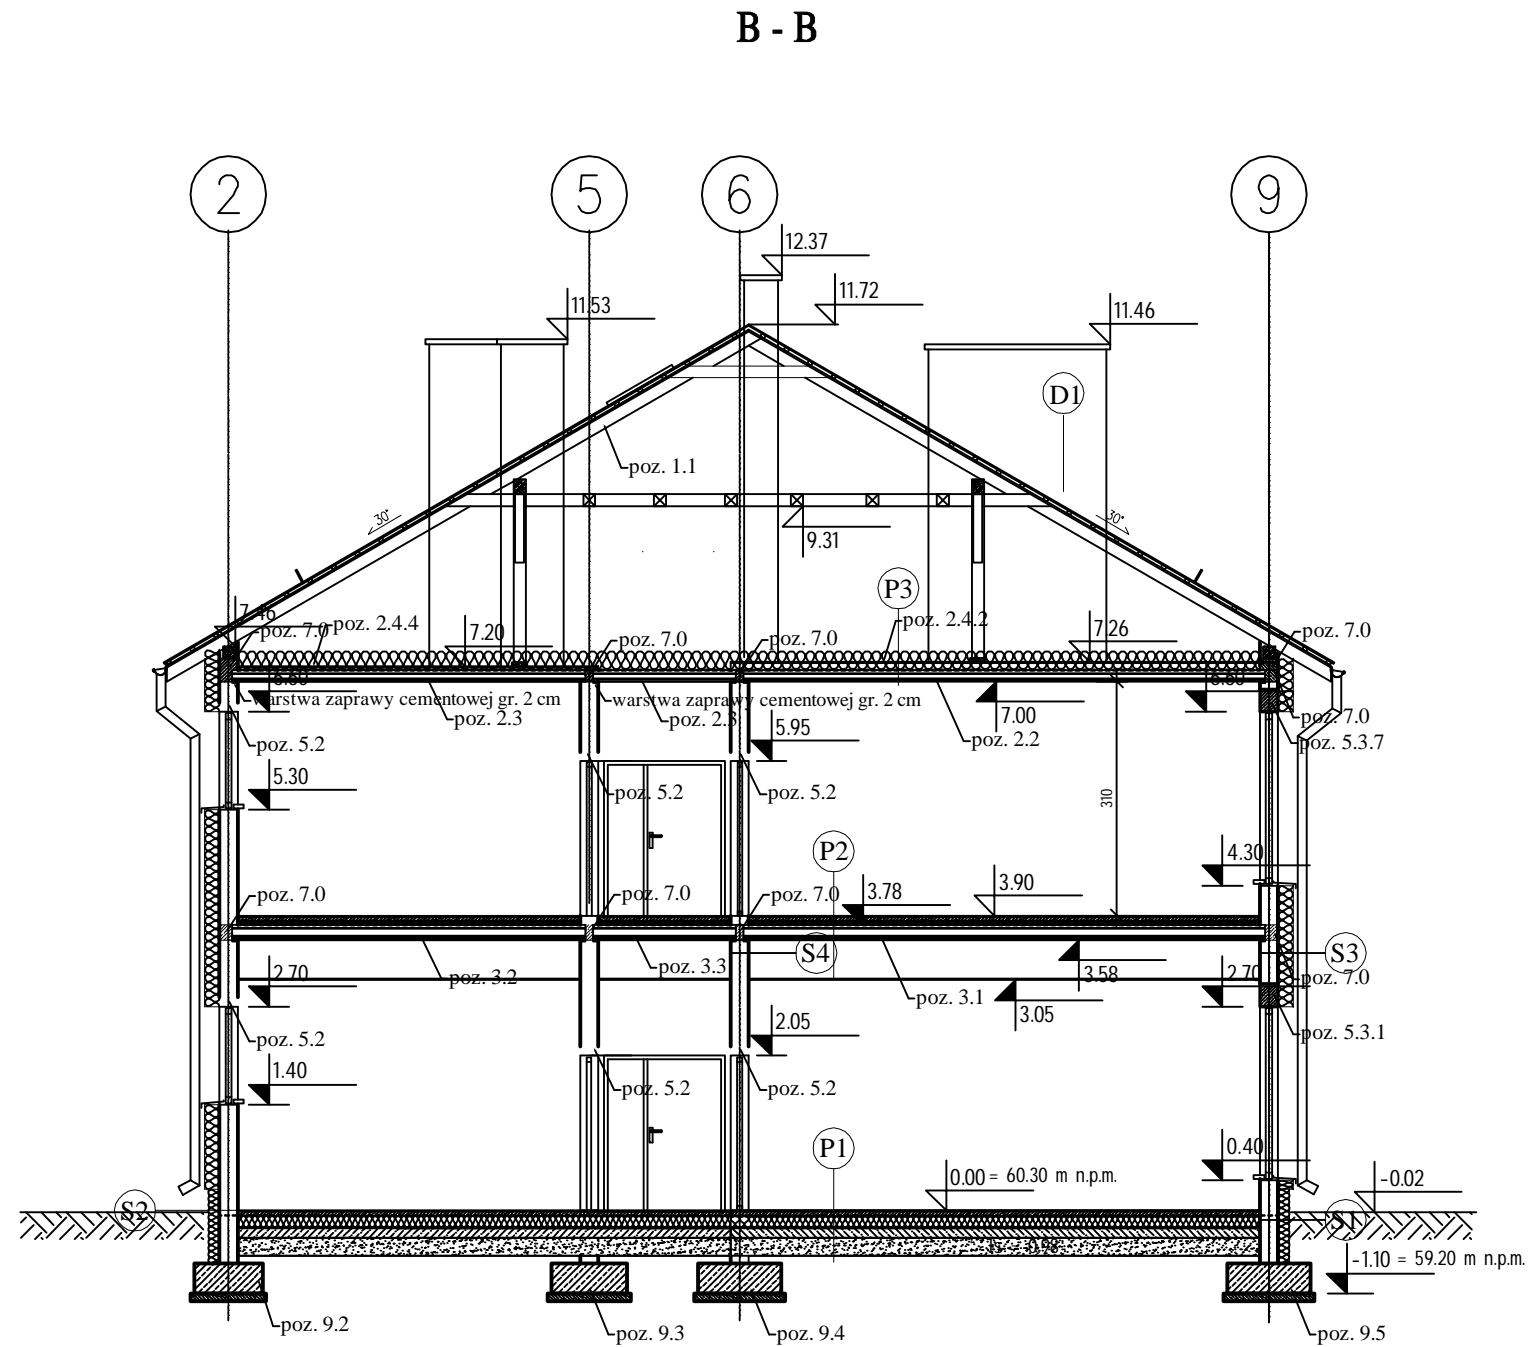 B - B
2
5
6
9
12.37
11.72
11.53
11.46
D1
poz. 1.1
30°
30°
9.31
P3
7.46
poz. 7.0
poz. 2.4.4
7.20
poz. 7.0
poz. 7.0
poz. 2.4.2
7.26
poz. 7.0
6.60
warstwa zaprawy cementowej gr. 2 cm
warstwa zaprawy cementowej gr. 2 cm
6.60
poz. 2.3
poz. 2.3
7.00
poz. 7.0
poz. 5.2
5.95
poz. 2.2
poz. 5.3.7
5.30
poz. 5.2
poz. 5.2
310
P2
4.30
poz. 7.0
poz. 7.0
poz. 7.0
3.78
3.90
S4
S3
2.70
poz. 3.2
poz. 3.3
3.58
2.70
poz. 7.0
poz. 3.1
3.05
2.05
poz. 5.2
poz. 5.3.1
1.40
poz. 5.2
poz. 5.2
P1
0.40
0.00 = 60.30 m n.p.m.
-0.02
S2
S1
-1.10 = 59.20 m n.p.m.
poz. 9.2
poz. 9.3
poz. 9.4
poz. 9.5